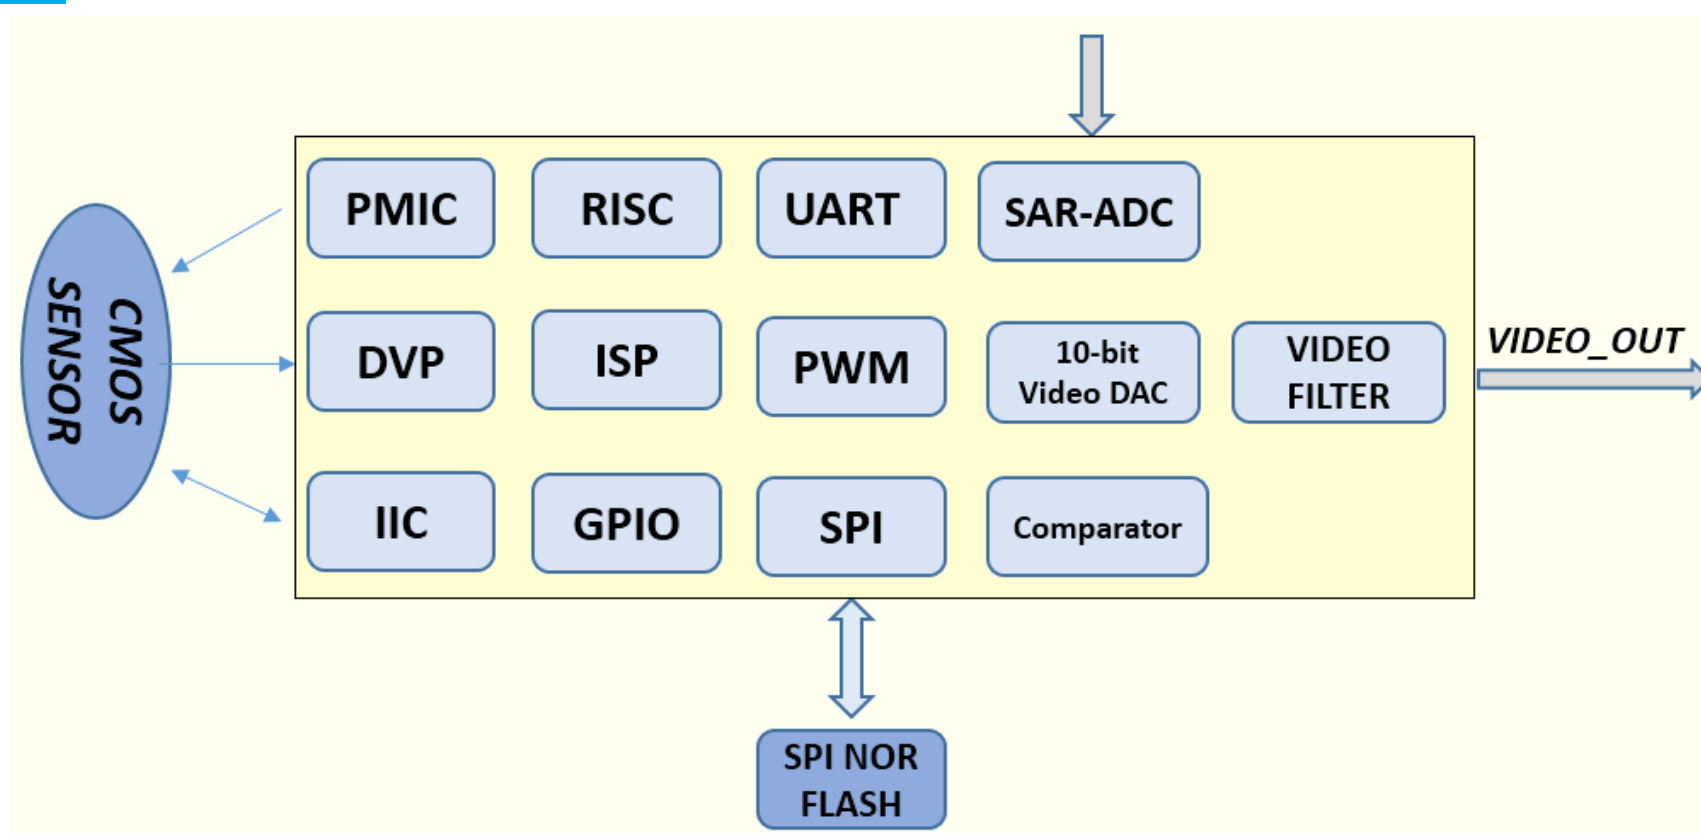 PMIC
RISC
UART
SAR-ADC
CMOS
SENSOR
DVP
ISP
PWM
10-bit
Video DAC
VIDEO
FILTER
VIDEO_OUT
IIC
GPIO
SPI
Comparator
SPI NOR
FLASH